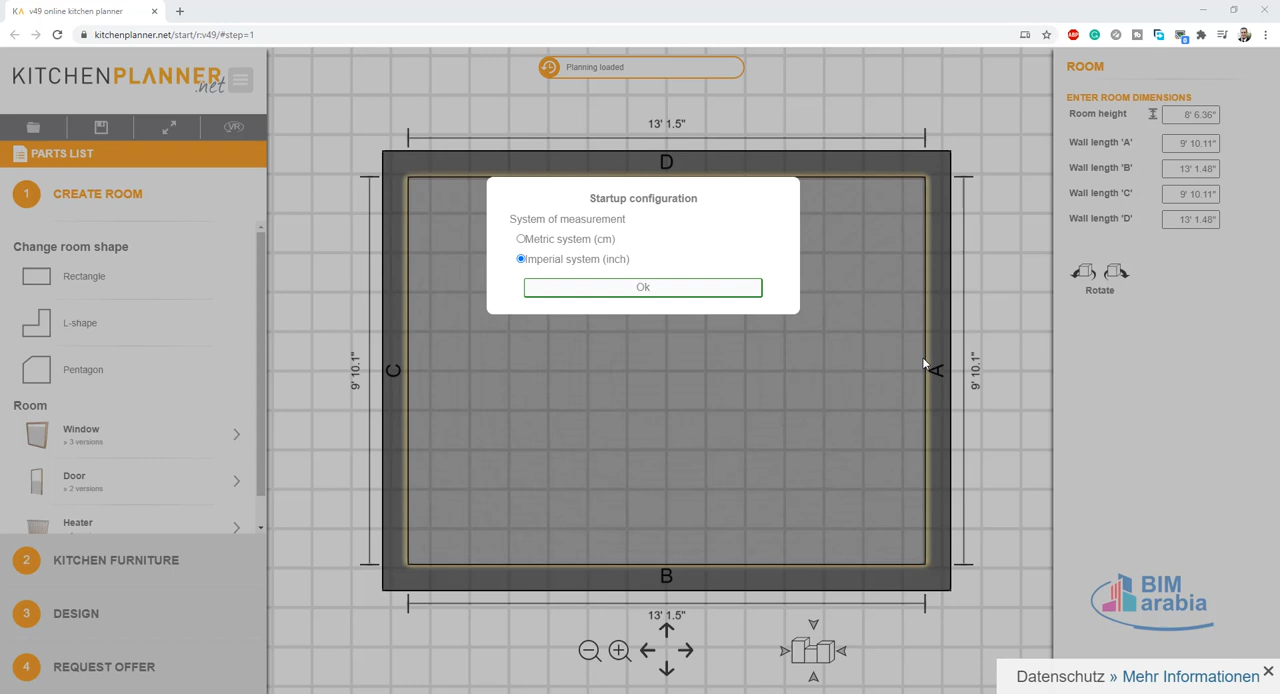 v49 online kitchen planner
kitchenplanner.net/start/r:v49/#step=1
KITCHENPLANNER
.net
VR
PARTS LIST
1 CREATE ROOM
Change room shape
Rectangle
L-shape
Pentagon
Room
Window
» 3 versions
Door
» 2 versions
Heater
2 KITCHEN FURNITURE
3 DESIGN
4 REQUEST OFFER
Planning loaded
13' 1.5"
D
Startup configuration
System of measurement
Metric system (cm)
Imperial system (inch)
Ok
9' 10.1"
C
A
9' 10.1"
B
13' 1.5"
ROOM
ENTER ROOM DIMENSIONS
Room height 8' 6.36"
Wall length 'A' 9' 10.11"
Wall length 'B' 13' 1.48"
Wall length 'C' 9' 10.11"
Wall length 'D' 13' 1.48"
Rotate
BIM
arabia
Datenschutz » Mehr Informationen